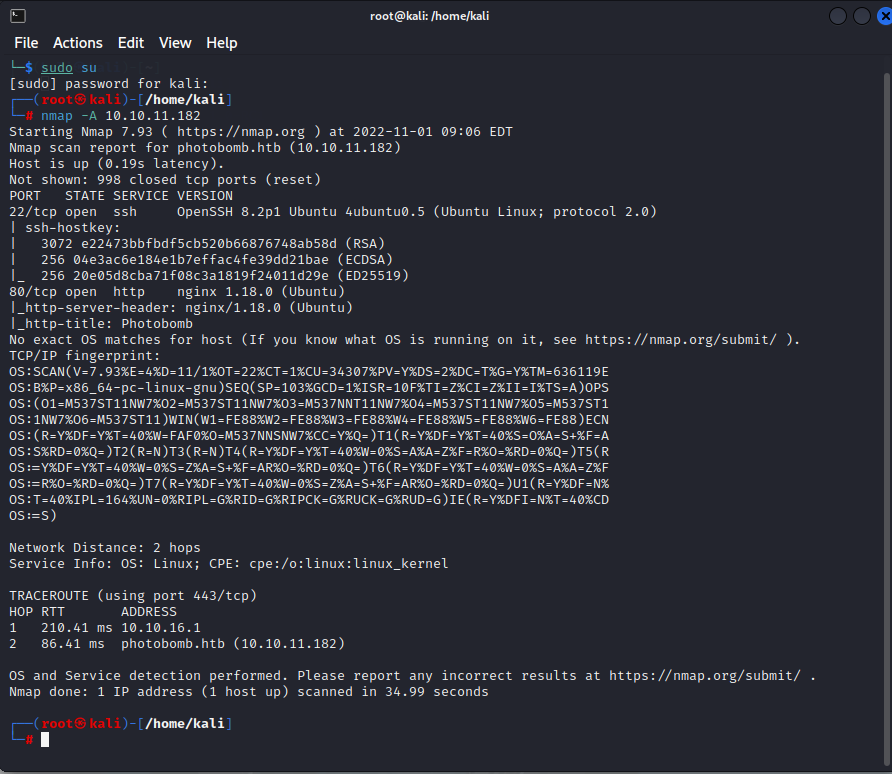 root@kali: /home/kali
File Actions Edit View Help
└─$ sudo su
[sudo] password for kali:
┌──(root㉿kali)-[/home/kali]
└─# nmap -A 10.10.11.182
Starting Nmap 7.93 ( https://nmap.org ) at 2022-11-01 09:06 EDT
Nmap scan report for photobomb.htb (10.10.11.182)
Host is up (0.19s latency).
Not shown: 998 closed tcp ports (reset)
PORT   STATE SERVICE VERSION
22/tcp open  ssh     OpenSSH 8.2p1 Ubuntu 4ubuntu0.5 (Ubuntu Linux; protocol 2.0)
| ssh-hostkey:
|   3072 e22473bbfbdf5cb520b66876748ab58d (RSA)
|   256 04e3ac6e184e1b7effac4fe39dd21bae (ECDSA)
|_  256 20e05d8cba71f08c3a1819f24011d29e (ED25519)
80/tcp open  http    nginx 1.18.0 (Ubuntu)
|_http-server-header: nginx/1.18.0 (Ubuntu)
|_http-title: Photobomb
No exact OS matches for host (If you know what OS is running on it, see https://nmap.org/submit/ ).
TCP/IP fingerprint:
OS:SCAN(V=7.93%E=4%D=11/1%OT=22%CT=1%CU=34307%PV=Y%DS=2%DC=T%G=Y%TM=636119E
OS:B%P=x86_64-pc-linux-gnu)SEQ(SP=103%GCD=1%ISR=10F%TI=Z%CI=Z%II=I%TS=A)OPS
OS:(O1=M537ST11NW7%O2=M537ST11NW7%O3=M537NNT11NW7%O4=M537ST11NW7%O5=M537ST1
OS:1NW7%O6=M537ST11)WIN(W1=FE88%W2=FE88%W3=FE88%W4=FE88%W5=FE88%W6=FE88)ECN
OS:(R=Y%DF=Y%T=40%W=FAF0%O=M537NNSNW7%CC=Y%Q=)T1(R=Y%DF=Y%T=40%S=O%A=S+%F=A
OS:S%RD=0%Q=)T2(R=N)T3(R=N)T4(R=Y%DF=Y%T=40%W=0%S=A%A=Z%F=R%O=%RD=0%Q=)T5(R
OS:=Y%DF=Y%T=40%W=0%S=Z%A=S+%F=AR%O=%RD=0%Q=)T6(R=Y%DF=Y%T=40%W=0%S=A%A=Z%F
OS:=R%O=%RD=0%Q=)T7(R=Y%DF=Y%T=40%W=0%S=Z%A=S+%F=AR%O=%RD=0%Q=)U1(R=Y%DF=N%
OS:T=40%IPL=164%UN=0%RIPL=G%RID=G%RIPCK=G%RUCK=G%RUD=G)IE(R=Y%DFI=N%T=40%CD
OS:=S)
Network Distance: 2 hops
Service Info: OS: Linux; CPE: cpe:/o:linux:linux_kernel
TRACEROUTE (using port 443/tcp)
HOP RTT       ADDRESS
1   210.41 ms 10.10.16.1
2   86.41 ms  photobomb.htb (10.10.11.182)
OS and Service detection performed. Please report any incorrect results at https://nmap.org/submit/ .
Nmap done: 1 IP address (1 host up) scanned in 34.99 seconds
┌──(root㉿kali)-[/home/kali]
└─#